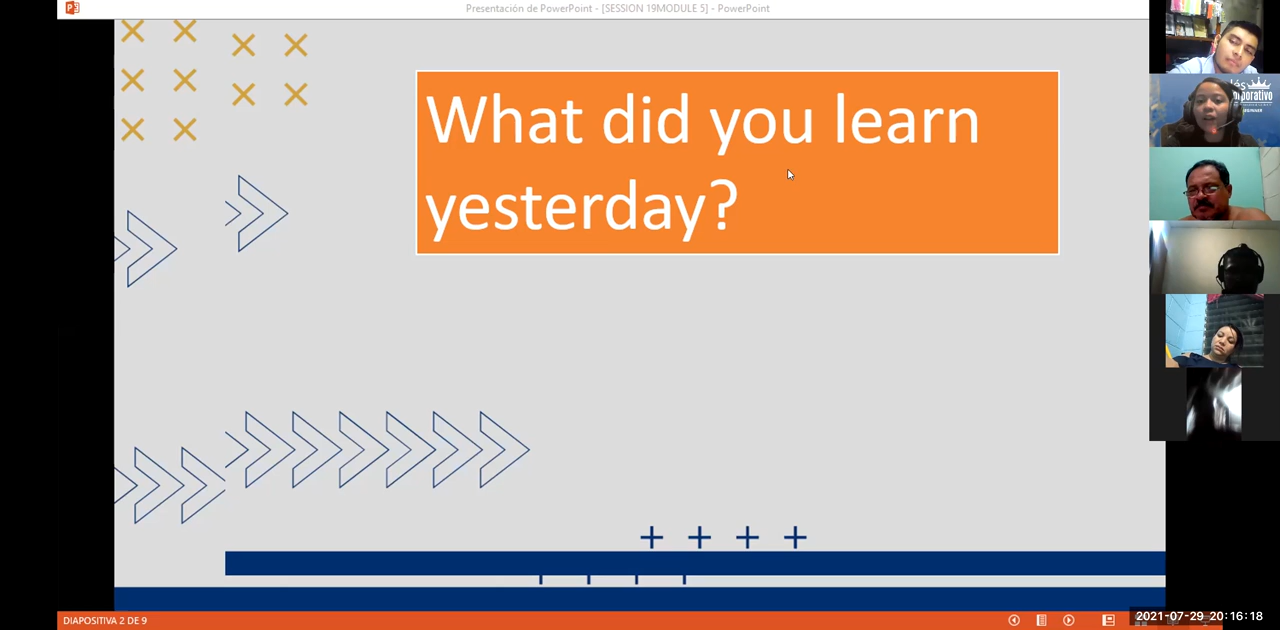 Presentación de PowerPoint - [SESSION 19MODULE 5] - PowerPoint
What did you learn
yesterday?
DIAPOSITIVA 2 DE 9
2021-07-29 20:16:18